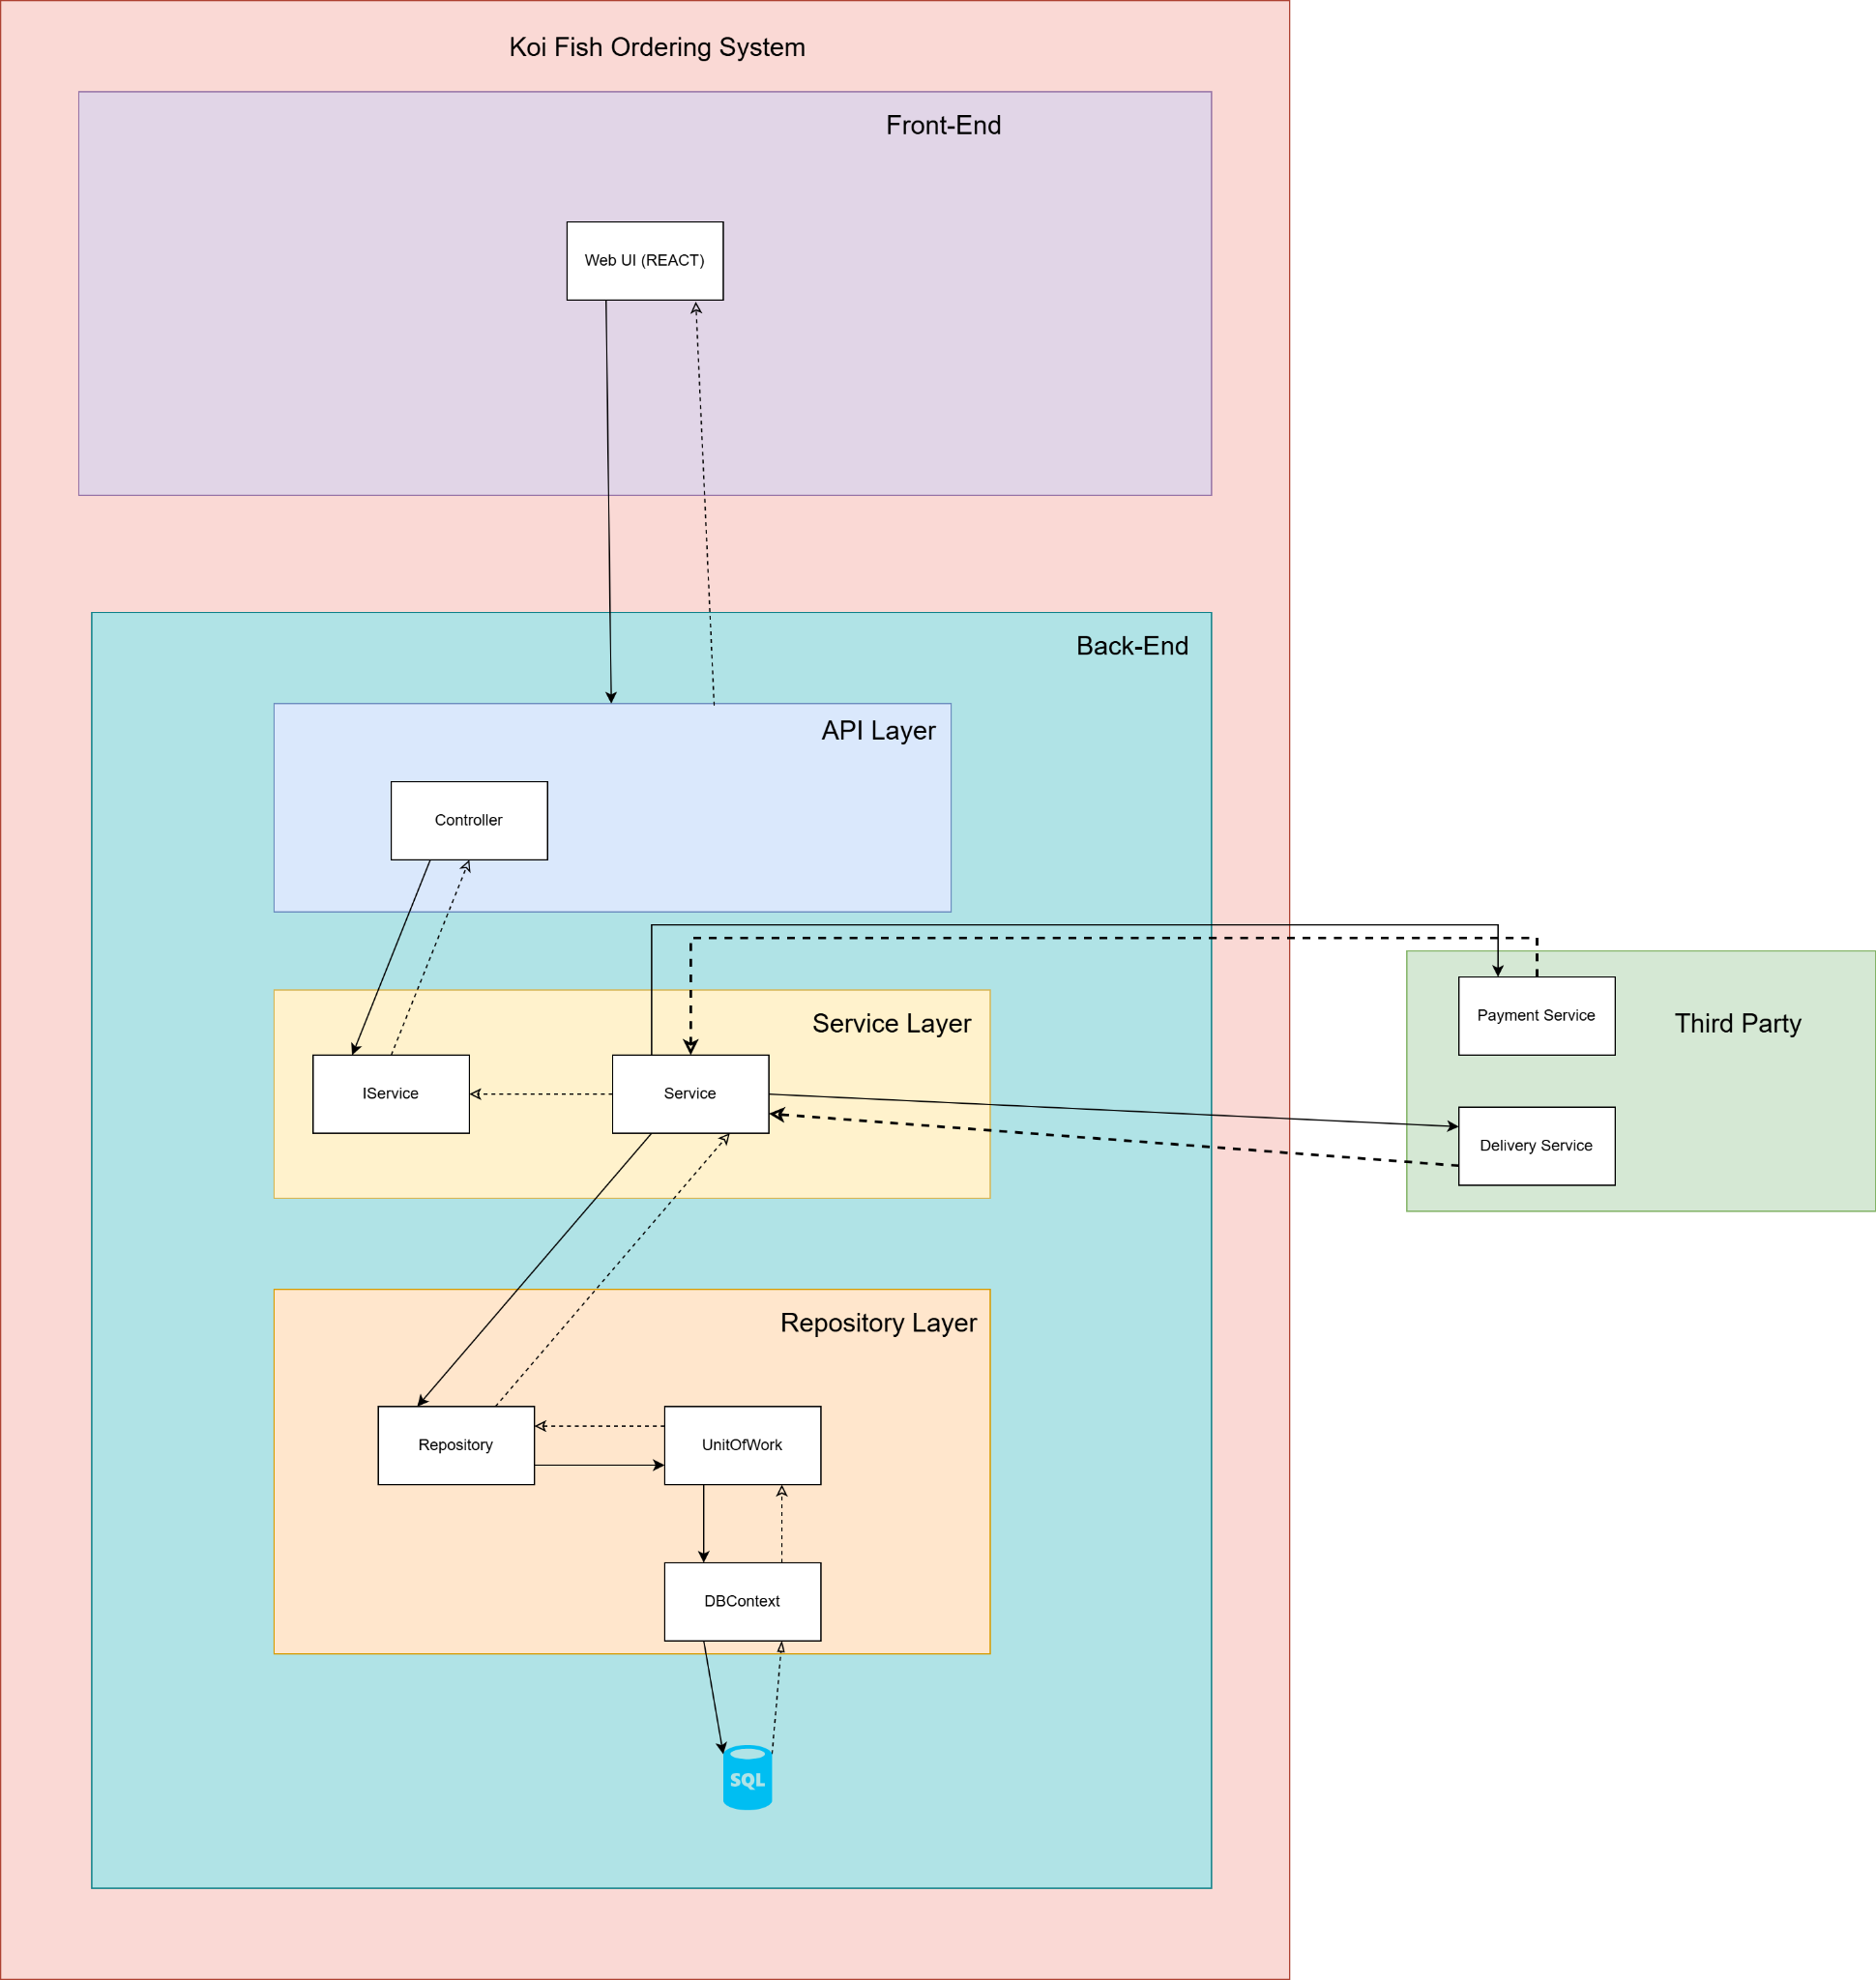 Koi Fish Ordering System
Front-End
Web UI (REACT)
Back-End
API Layer
Controller
Service Layer
IService
Service
Payment Service
Third Party
Delivery Service
Repository Layer
Repository
UnitOfWork
DBContext
SQL